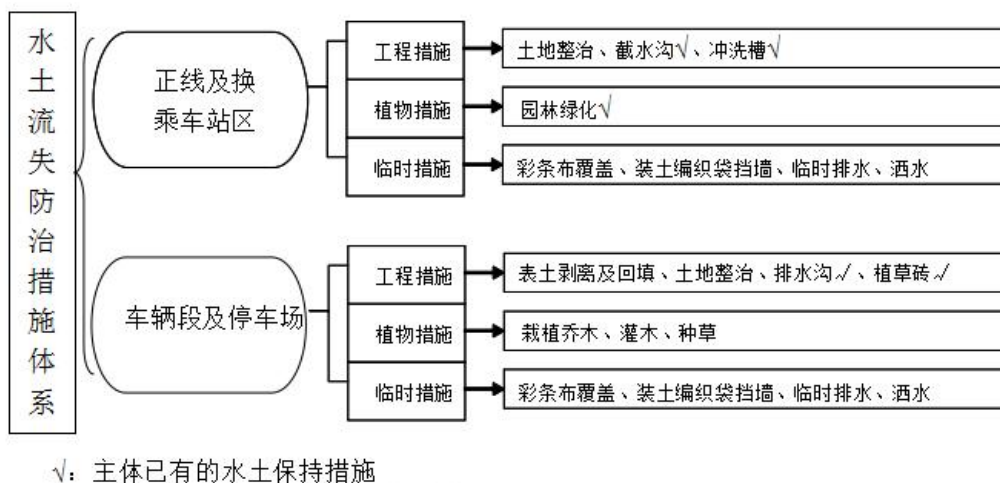 水土流失防治措施体系
正线及换
乘车站区
工程措施
土地整治、截水沟√、冲洗槽√
植物措施
园林绿化√
临时措施
彩条布覆盖、装土编织袋挡墙、临时排水、洒水
车辆段及停车场
工程措施
表土剥离及回填、土地整治、排水沟√、植草砖√
植物措施
栽植乔木、灌木、种草
临时措施
彩条布覆盖、装土编织袋挡墙、临时排水、洒水
√：主体已有的水土保持措施